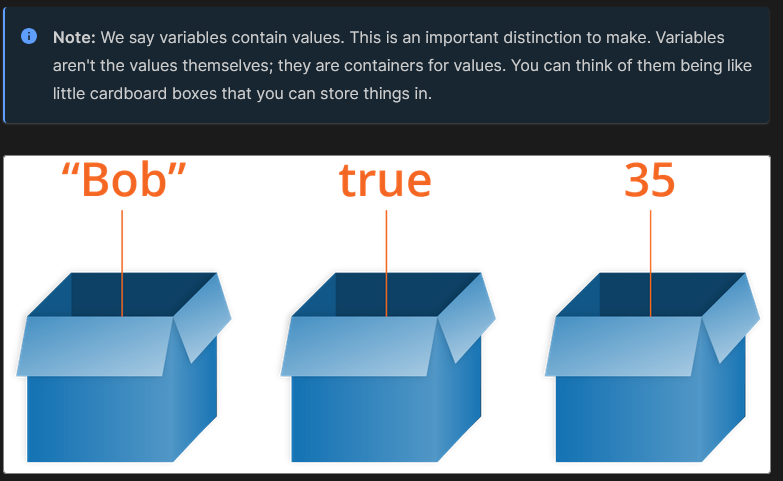 Note: We say variables contain values. This is an important distinction to make. Variables
aren't the values themselves; they are containers for values. You can think of them being like
little cardboard boxes that you can store things in.
“Bob” true 35